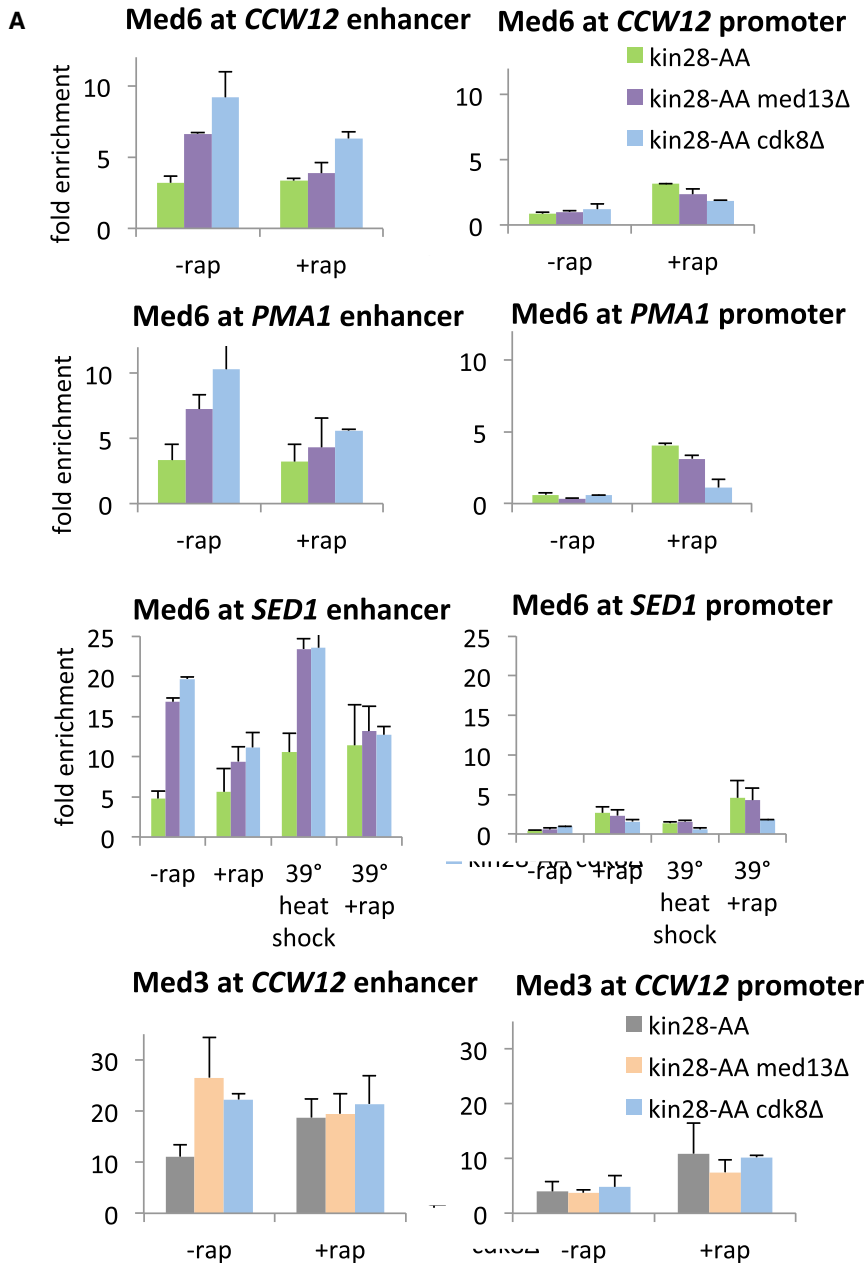 A
Med6 at CCW12 enhancer
Med6 at CCW12 promoter
kin28-AA
kin28-AA med13Δ
kin28-AA cdk8Δ
fold enrichment
10
5
0
-rap +rap
10
5
0
-rap +rap
Med6 at PMA1 enhancer
Med6 at PMA1 promoter
fold enrichment
10
5
0
-rap +rap
10
5
0
-rap +rap
Med6 at SED1 enhancer
Med6 at SED1 promoter
fold enrichment
25
20
15
10
5
0
-rap +rap 39° 39°
heat +rap
shock
25
20
15
10
5
0
kin28-AA cdk8Δ
-rap +rap 39° 39°
heat +rap
shock
Med3 at CCW12 enhancer
Med3 at CCW12 promoter
kin28-AA
kin28-AA med13Δ
kin28-AA cdk8Δ
30
20
10
0
-rap +rap
30
20
10
0
cdk8Δ
-rap +rap